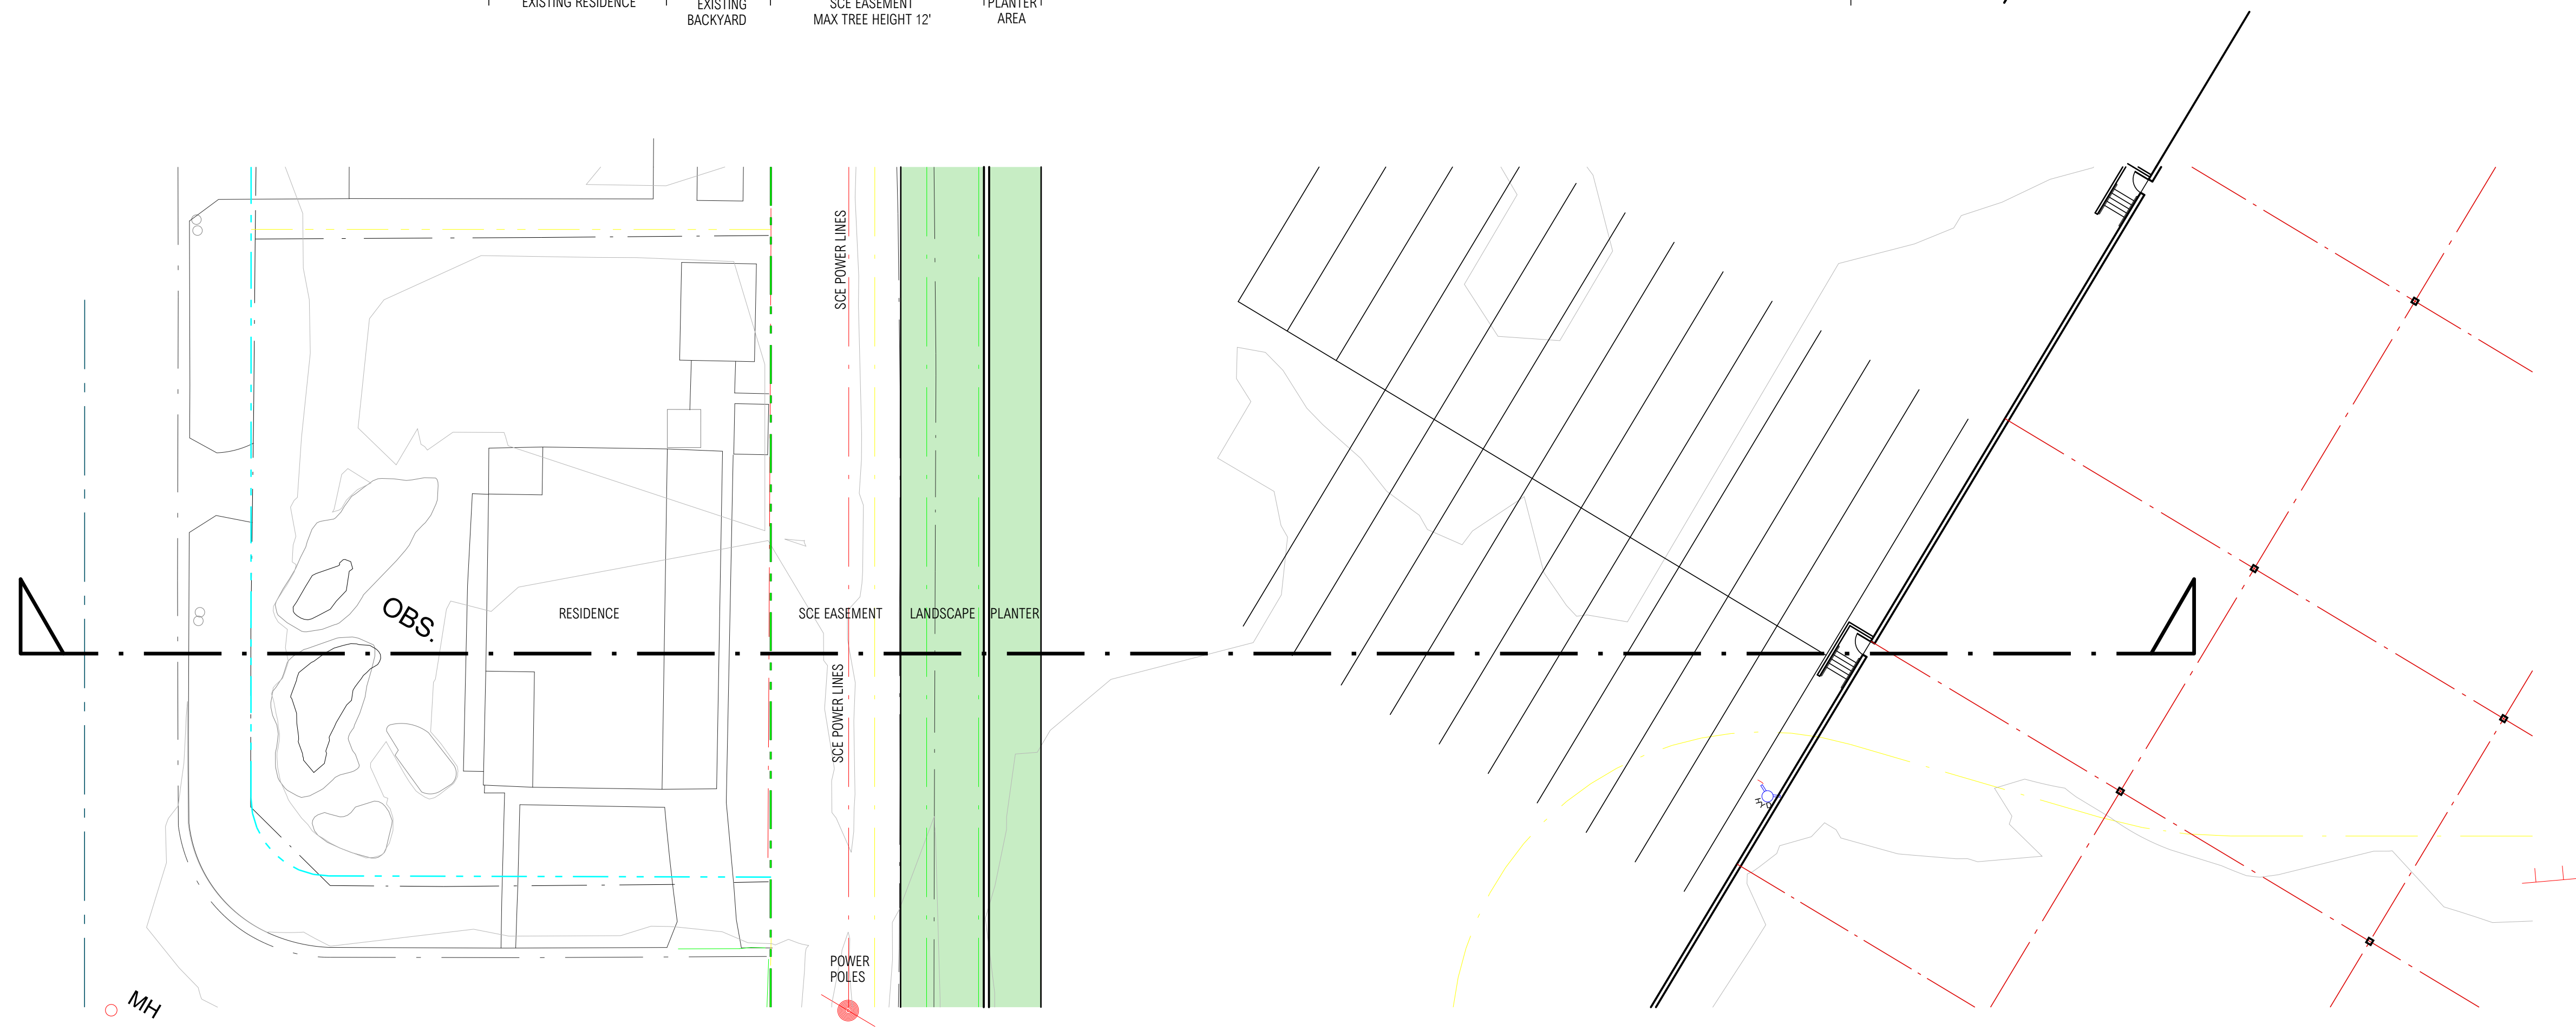 EXISTING RESIDENCE
EXISTING
BACKYARD
SCE EASEMENT
MAX TREE HEIGHT 12'
PLANTER
AREA
SCE POWER LINES
OBS.
RESIDENCE
SCE EASEMENT
LANDSCAPE
PLANTER
SCE POWER LINES
HYD
POWER
POLES
MH